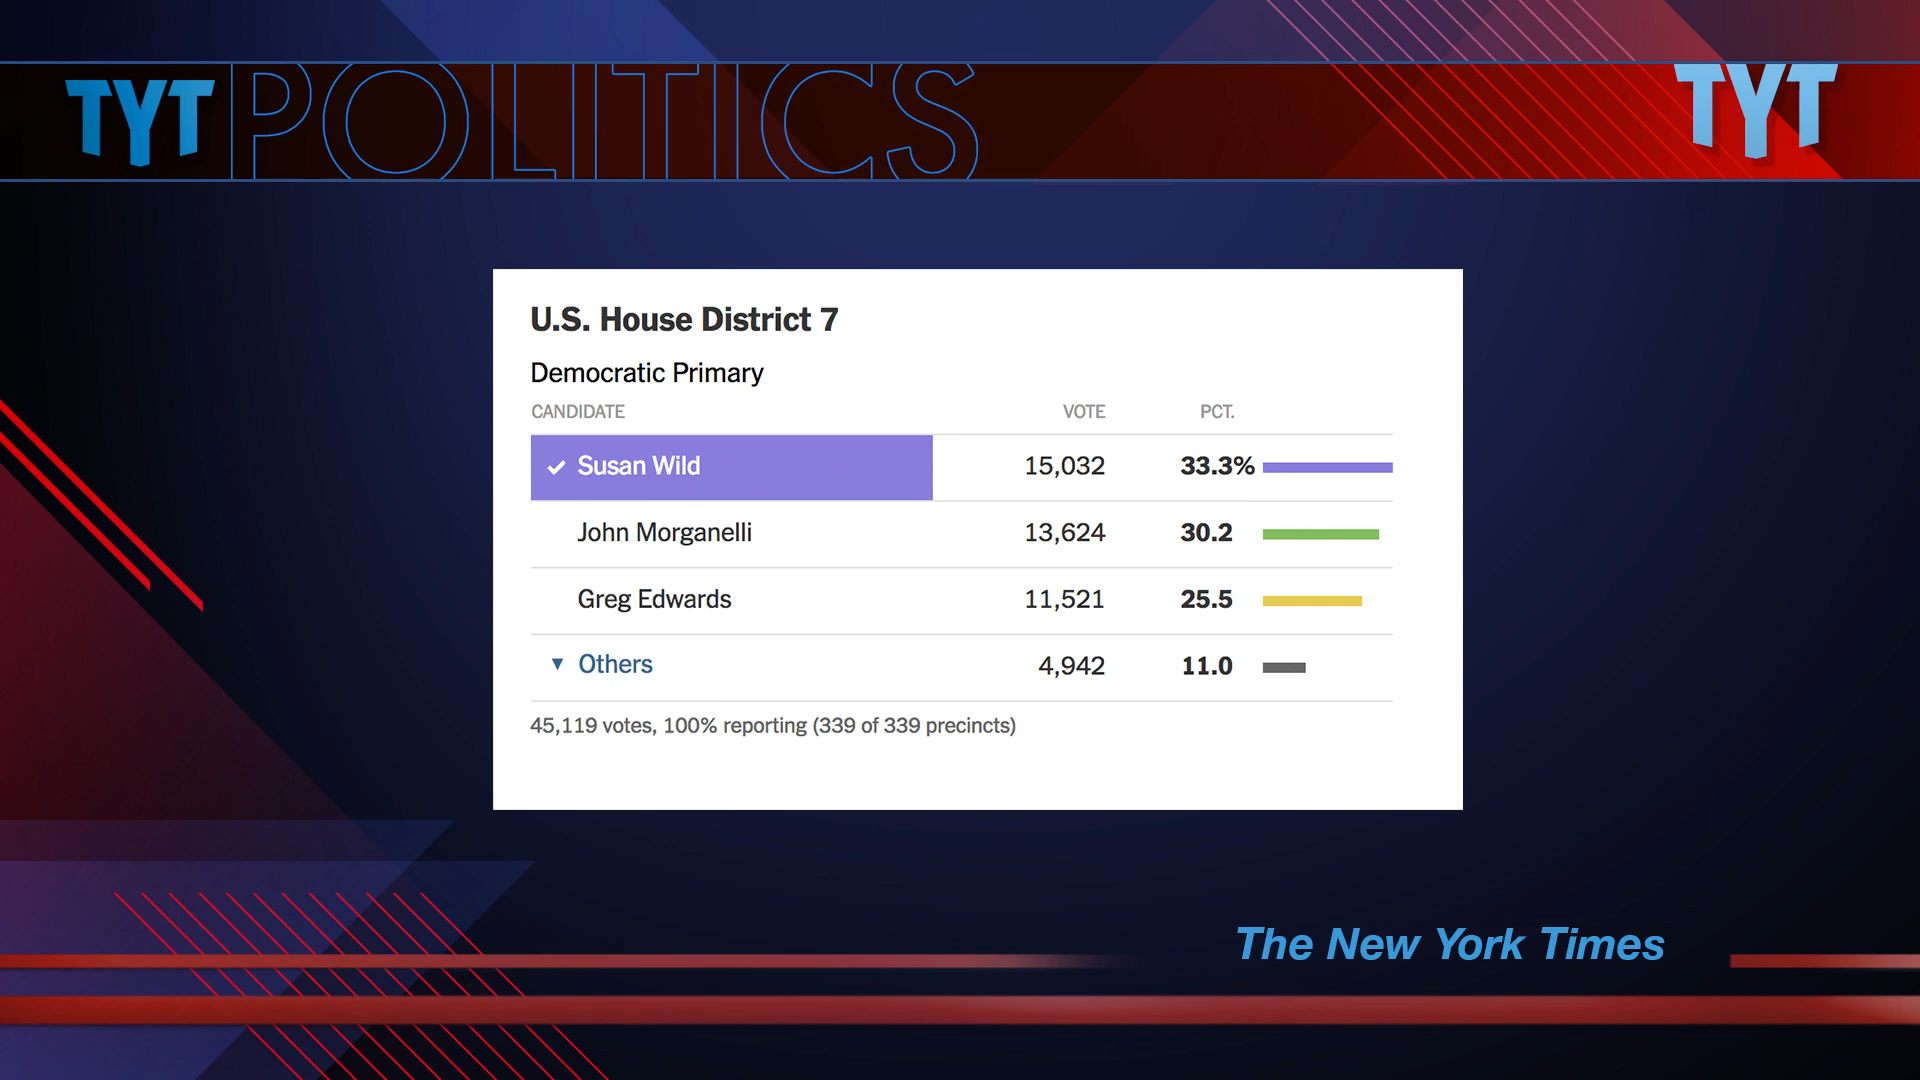 TYT POLITICS
TYT
U.S. House District 7
Democratic Primary
CANDIDATE VOTE PCT.
Susan Wild 15,032 33.3%
John Morganelli 13,624 30.2
Greg Edwards 11,521 25.5
Others 4,942 11.0
45,119 votes, 100% reporting (339 of 339 precincts)
The New York Times